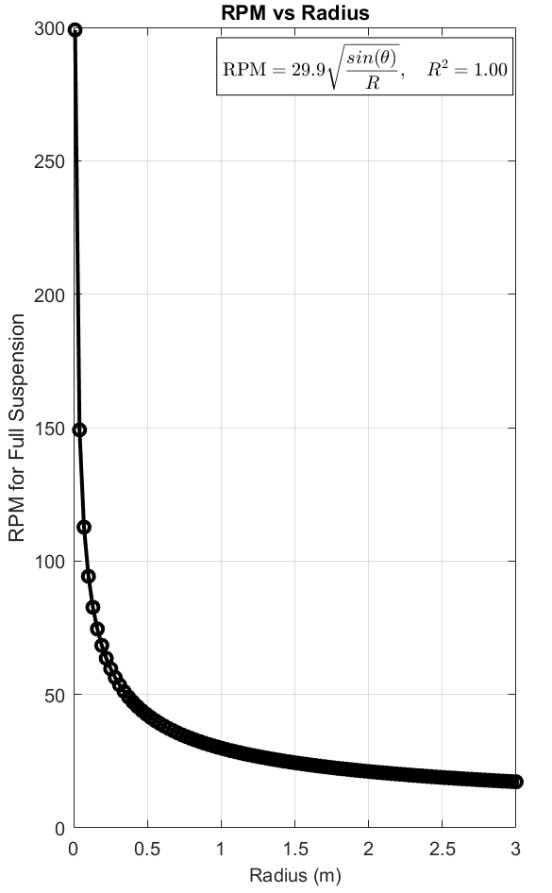 RPM vs Radius
RPM = 29.9√(sin(θ)/R), R² = 1.00
300
250
200
150
100
50
0
RPM for Full Suspension
0 0.5 1 1.5 2 2.5 3
Radius (m)